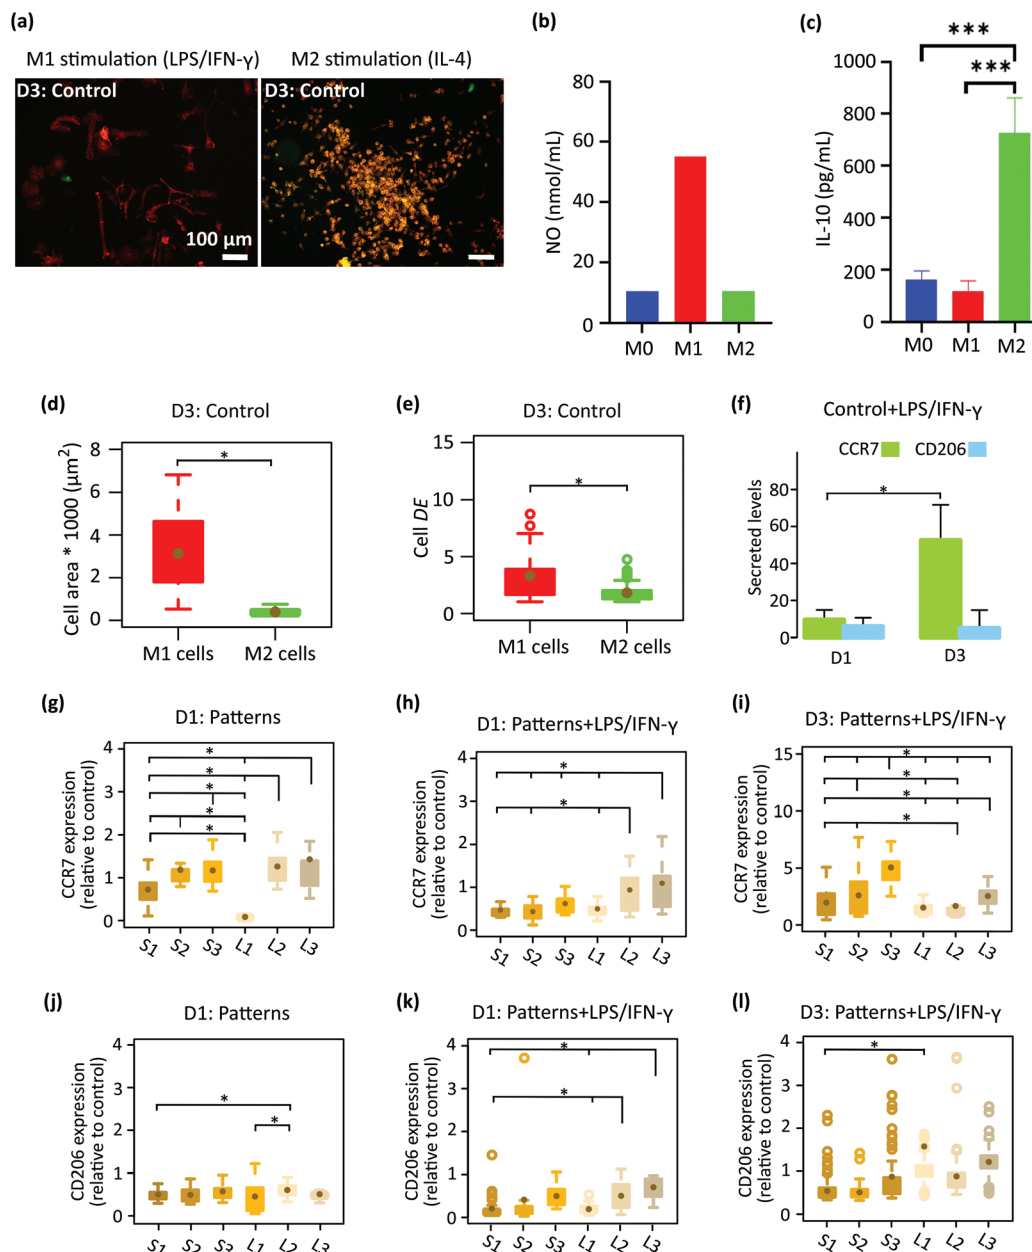 (a)
M1 stimulation (LPS/IFN-γ)
M2 stimulation (IL-4)
D3: Control
D3: Control
100 µm
(b)
NO (nmol/mL)
80
60
40
20
0
M0 M1 M2
(c)
IL-10 (pg/mL)
1000
800
600
400
200
0
***
***
M0 M1 M2
(d)
D3: Control
Cell area * 1000 (µm²)
8
6
4
2
0
*
M1 cells M2 cells
(e)
D3: Control
Cell DE
15
10
5
0
*
M1 cells M2 cells
(f)
Control+LPS/IFN-γ
CCR7 CD206
Secreted levels
80
60
40
20
0
*
D1 D3
(g)
D1: Patterns
CCR7 expression
(relative to control)
4
3
2
1
0
*
*
*
*
*
S1 S2 S3 L1 L2 L3
(h)
D1: Patterns+LPS/IFN-γ
CCR7 expression
(relative to control)
4
3
2
1
0
*
*
S1 S2 S3 L1 L2 L3
(i)
D3: Patterns+LPS/IFN-γ
CCR7 expression
(relative to control)
15
10
5
0
*
*
*
*
S1 S2 S3 L1 L2 L3
(j)
D1: Patterns
CD206 expression
(relative to control)
4
3
2
1
0
*
*
S1 S2 S3 L1 L2 L3
(k)
D1: Patterns+LPS/IFN-γ
CD206 expression
(relative to control)
4
3
2
1
0
*
*
S1 S2 S3 L1 L2 L3
(l)
D3: Patterns+LPS/IFN-γ
CD206 expression
(relative to control)
4
3
2
1
0
*
S1 S2 S3 L1 L2 L3